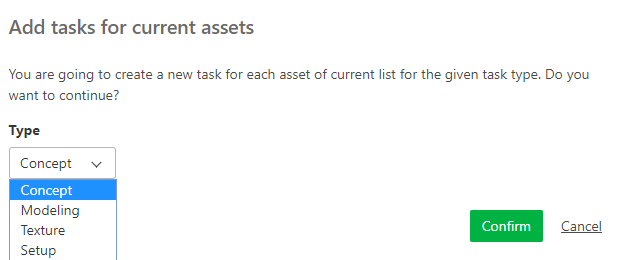 Add tasks for current assets
You are going to create a new task for each asset of current list for the given task type. Do you
want to continue?
Type
Concept
Concept
Modeling
Texture
Setup
Confirm Cancel